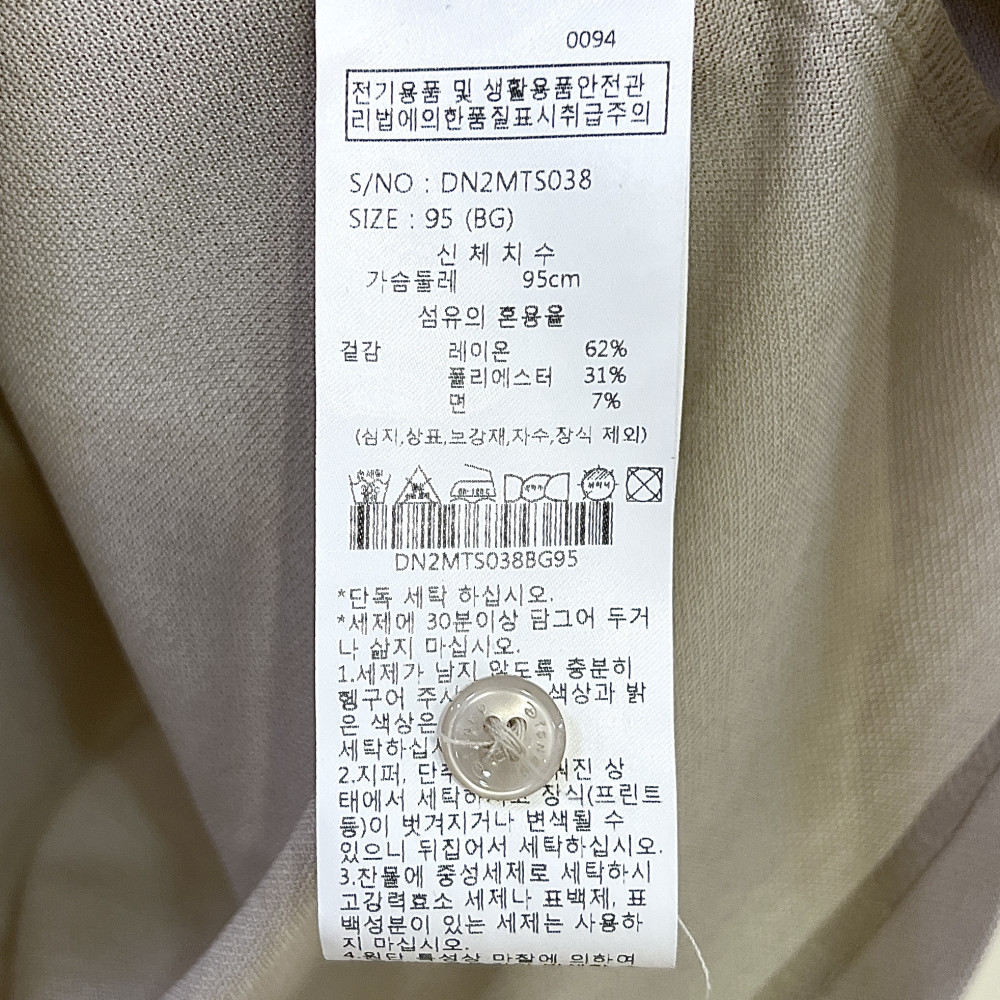 0094
전기용품 및 생활용품안전관
리법에의한품질표시취급주의
S/NO : DN2MTS038
SIZE : 95 (BG)
신 체 치 수
가슴둘레 95cm
섬유의 혼용율
겉감 레이온 62%
폴리에스터 31%
면 7%
(심지,상표,보강재,자수,장식 제외)
DN2MTS038BG95
*단독 세탁 하십시오.
*세제에 30분이상 담그어 두거
나 삶지 마십시오.
1.세제가 남지 않도록 충분히
헹구어 주 색상과 밝
은 색상은
세탁하십
2.지퍼, 단 진 상
태에서 장식(프린트
등)이 벗겨지거나 변색될 수
있으니 뒤집어서 세탁하십시오.
3.찬물에 중성세제로 세탁하시
고강력효소 세제나 표백제, 표
백성분이 있는 세제는 사용하
지 마십시오.
4.원단 특성상 마찰에 의하여